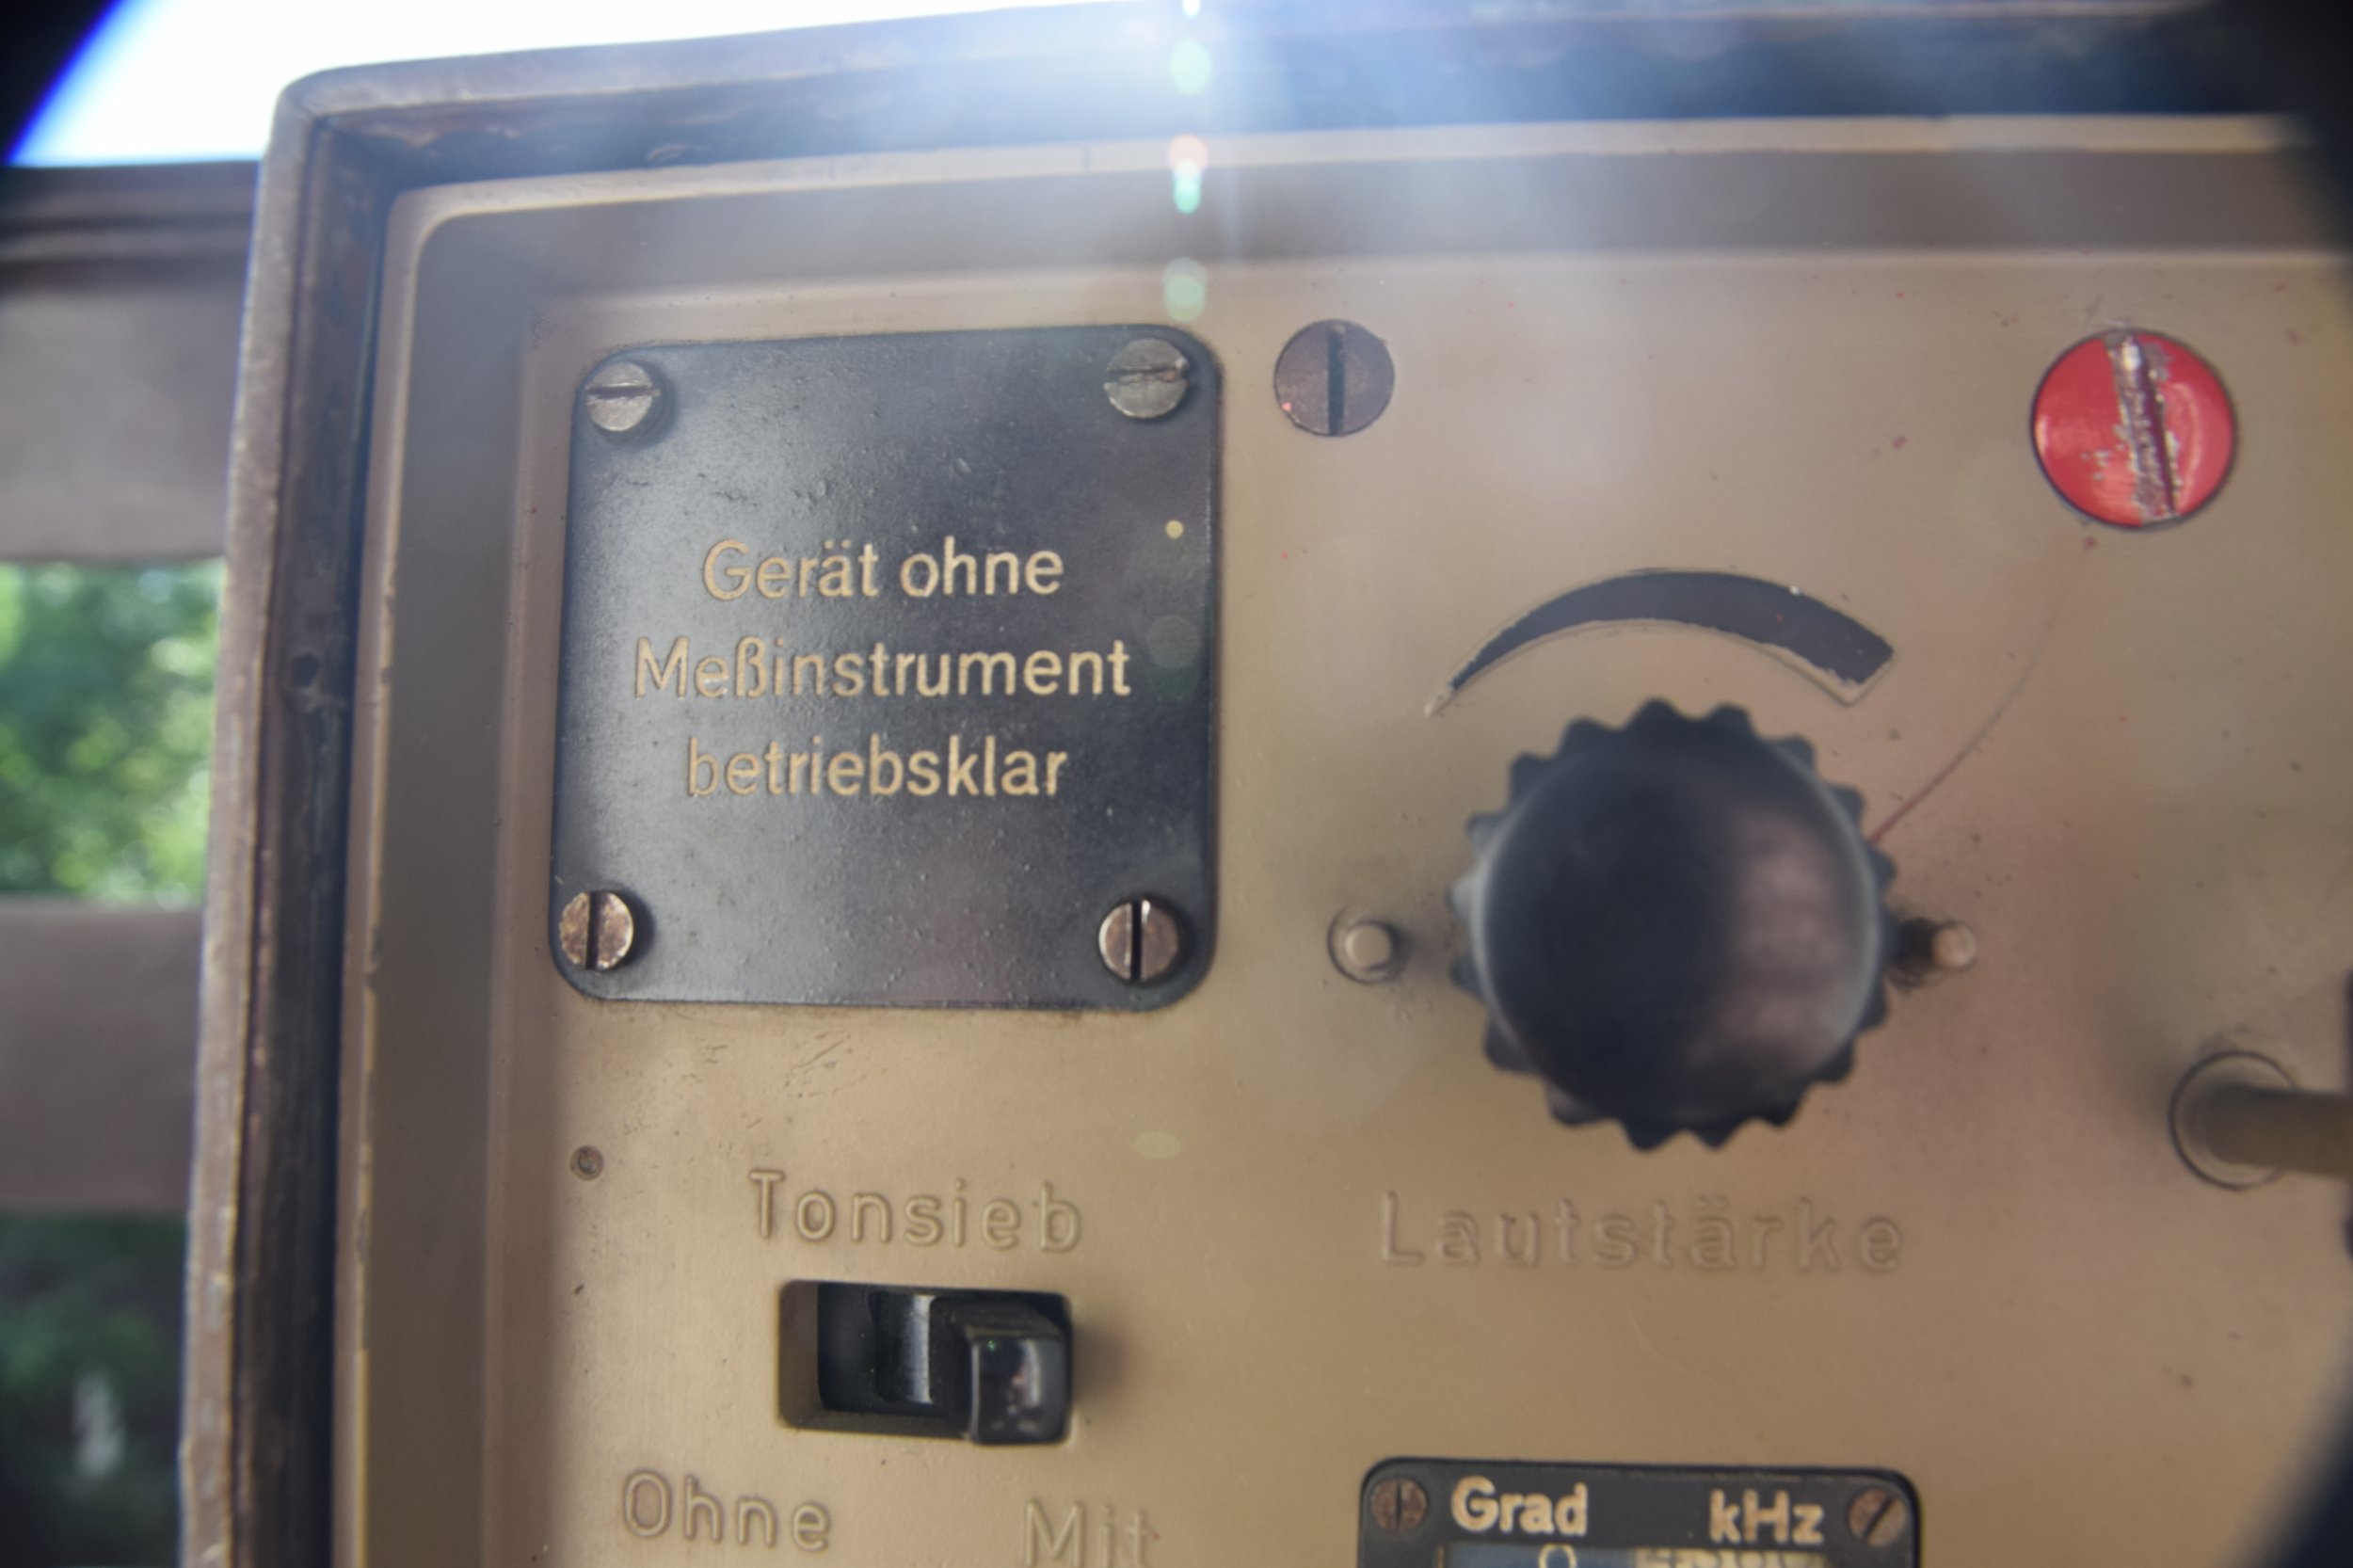 Gerät ohne
Meßinstrument
betriebsklar
Tonsieb
Lautstärke
Ohne Mit
Grad kHz